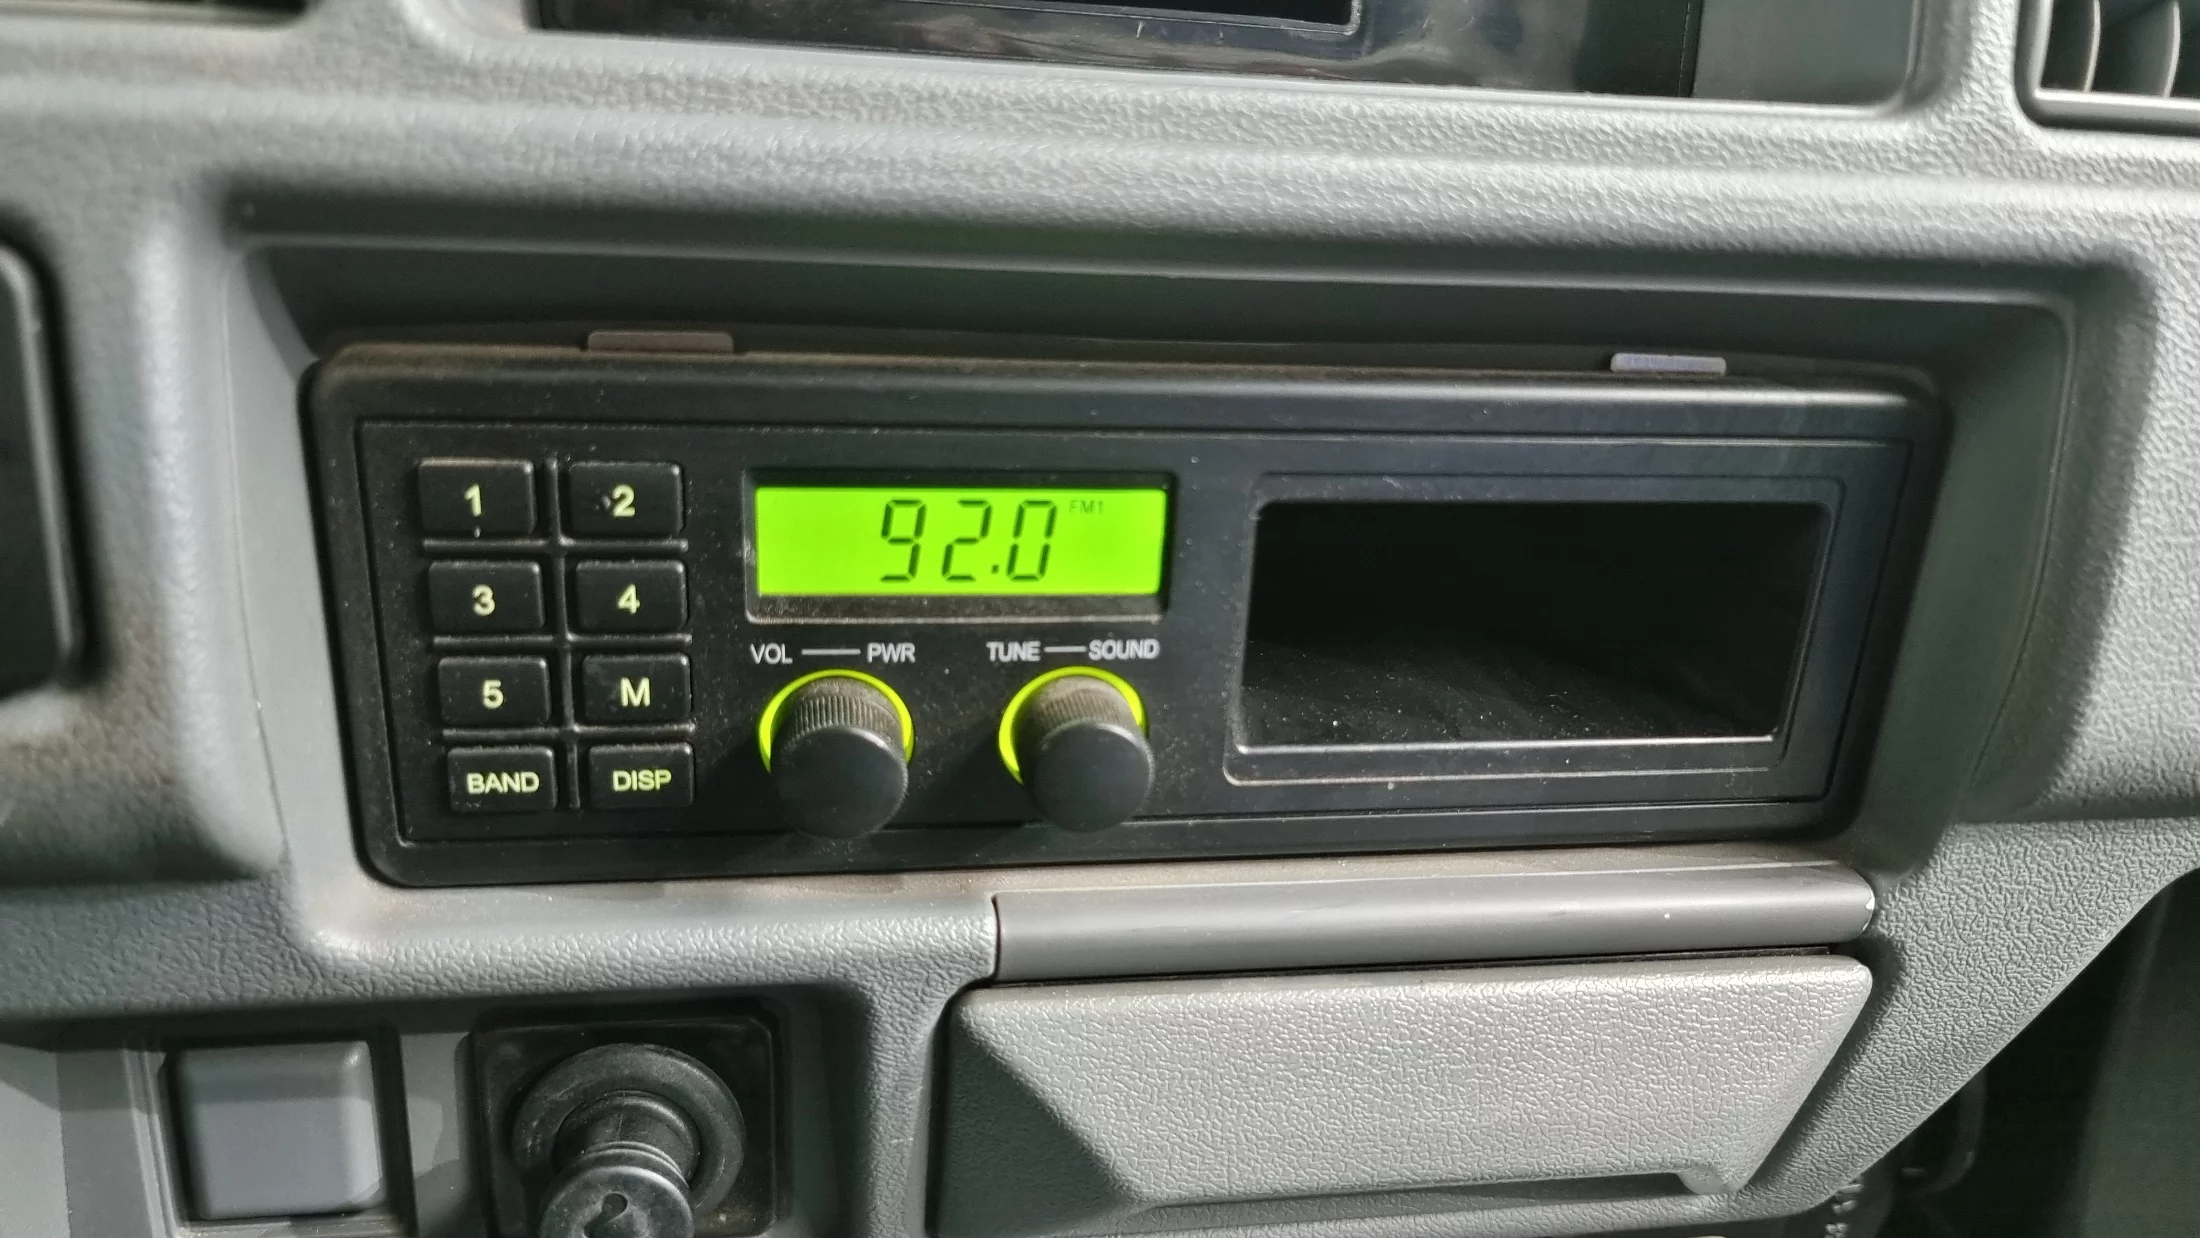 92.0 FM1
1 2
3 4
5 M
BAND DISP
VOL PWR
TUNE SOUND